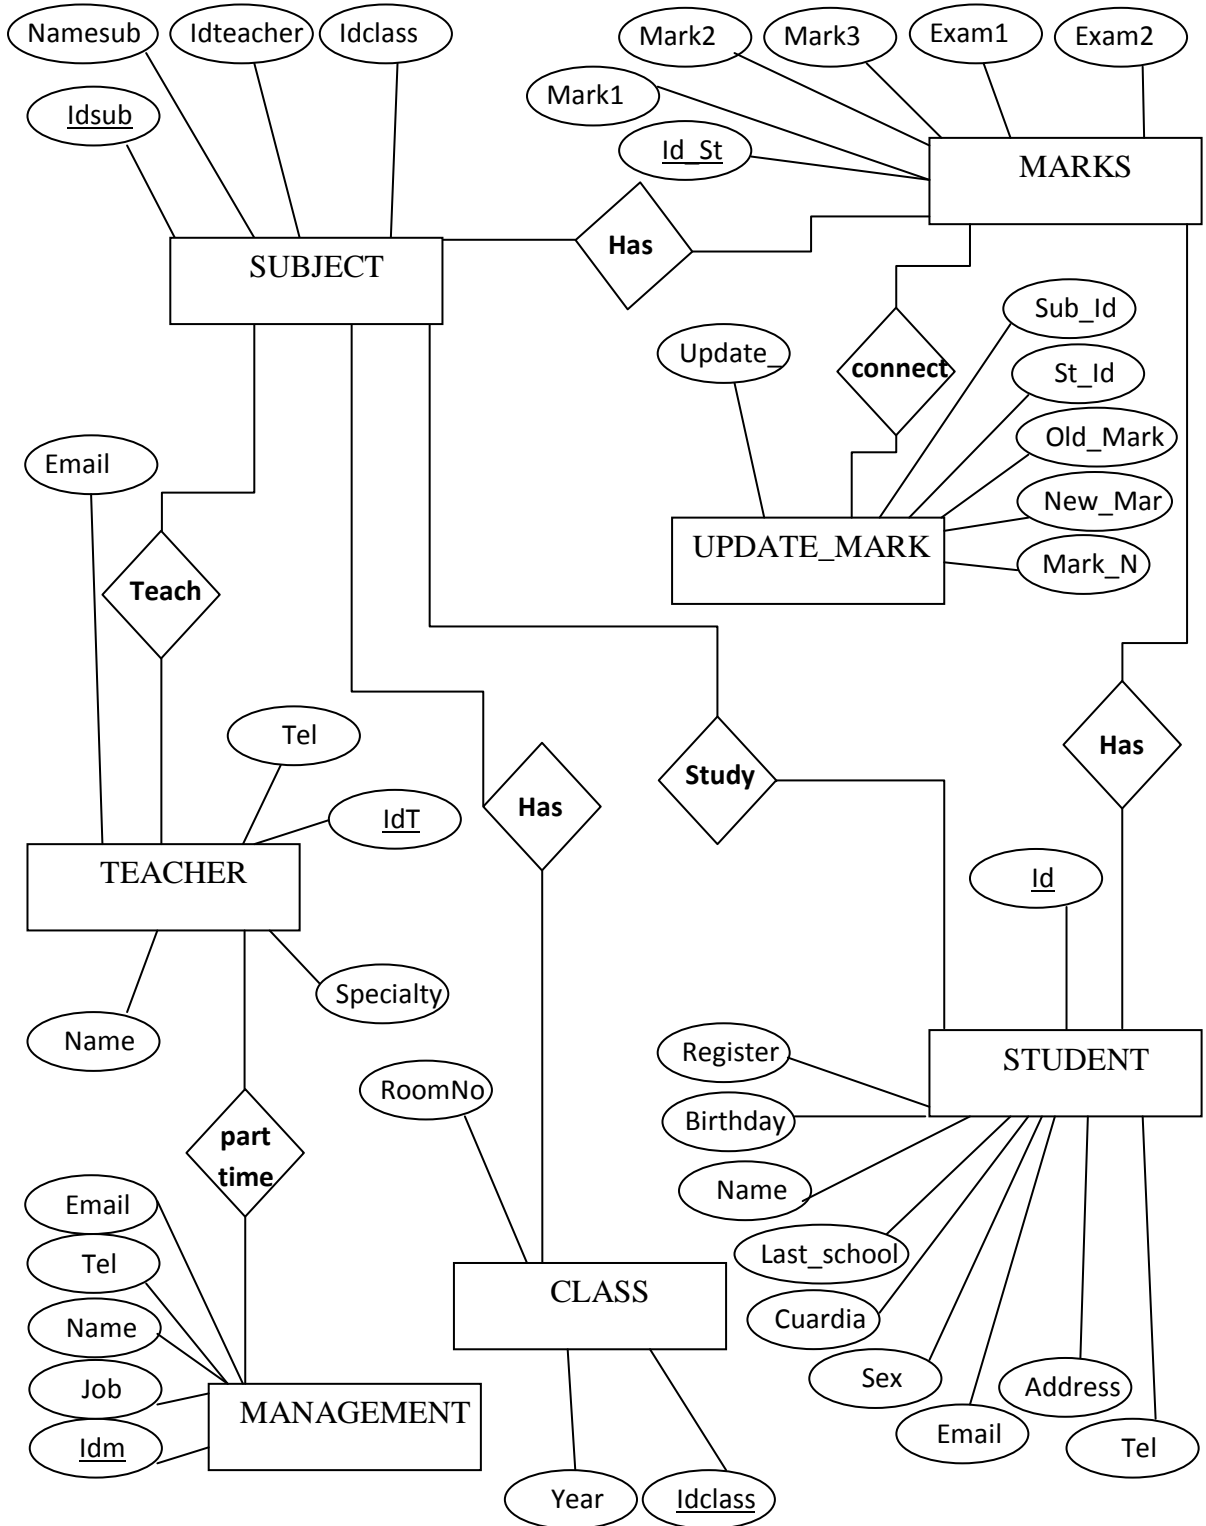 Namesub
Idteacher
Idclass
Mark2
Mark3
Exam1
Exam2
Mark1
Idsub
Id_St
MARKS
Has
SUBJECT
Sub_Id
Update_
connect
St_Id
Old_Mark
Email
New_Mar
UPDATE_MARK
Mark_N
Teach
Tel
Has
Study
Has
IdT
TEACHER
Id
Specialty
Name
Register
STUDENT
RoomNo
Birthday
part
time
Name
Email
Last_school
Tel
CLASS
Cuardia
Name
Sex
Job
Address
MANAGEMENT
Email
Idm
Tel
Year
Idclass